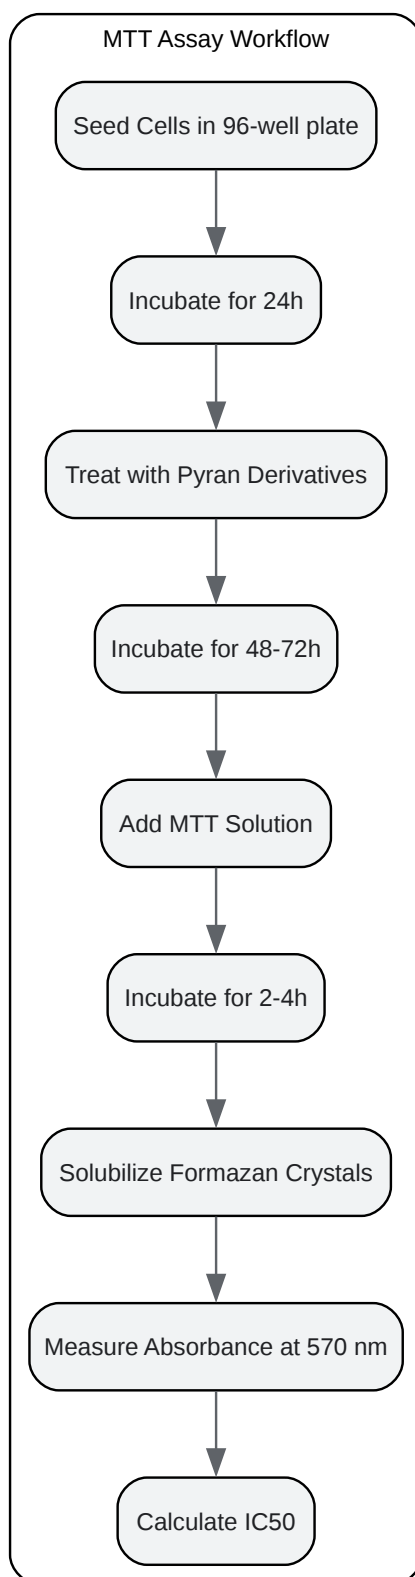 MTT Assay Workflow
Seed Cells in 96-well plate
Incubate for 24h
Treat with Pyran Derivatives
Incubate for 48-72h
Add MTT Solution
Incubate for 2-4h
Solubilize Formazan Crystals
Measure Absorbance at 570 nm
Calculate IC50